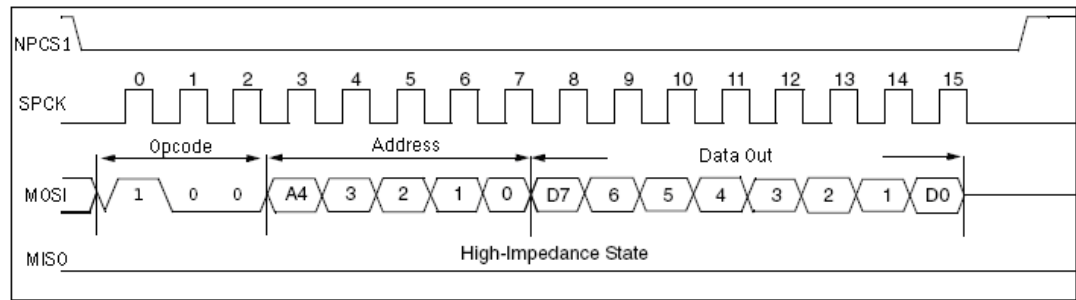 NPCS1
0 1 2 3 4 5 6 7 8 9 10 11 12 13 14 15
SPCK
Opcode Address Data Out
MOSI 1 0 0 A4 3 2 1 0 D7 6 5 4 3 2 1 D0
High-Impedance State
MISO